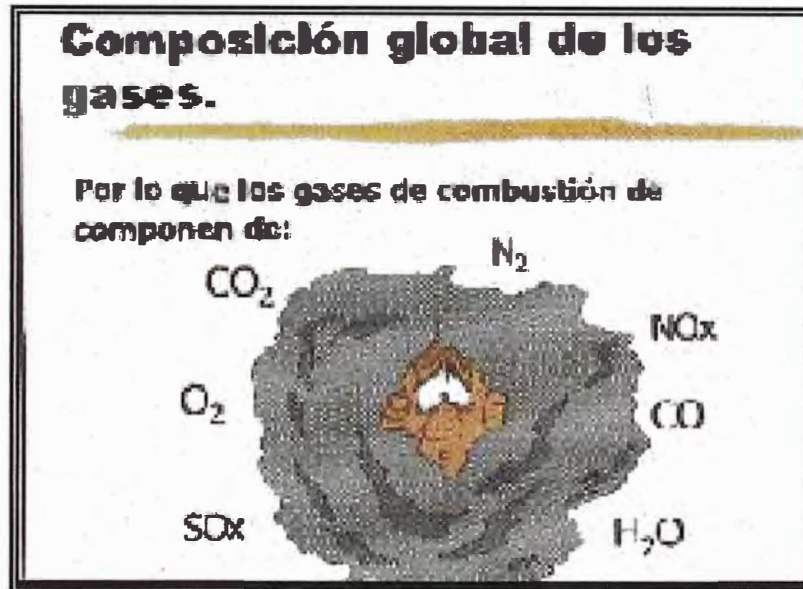 Composición global de los
gases.
Por lo que los gases de combustión de
componen de:
N₂
CO₂
NOx
O₂
CO
SOx
H₂O